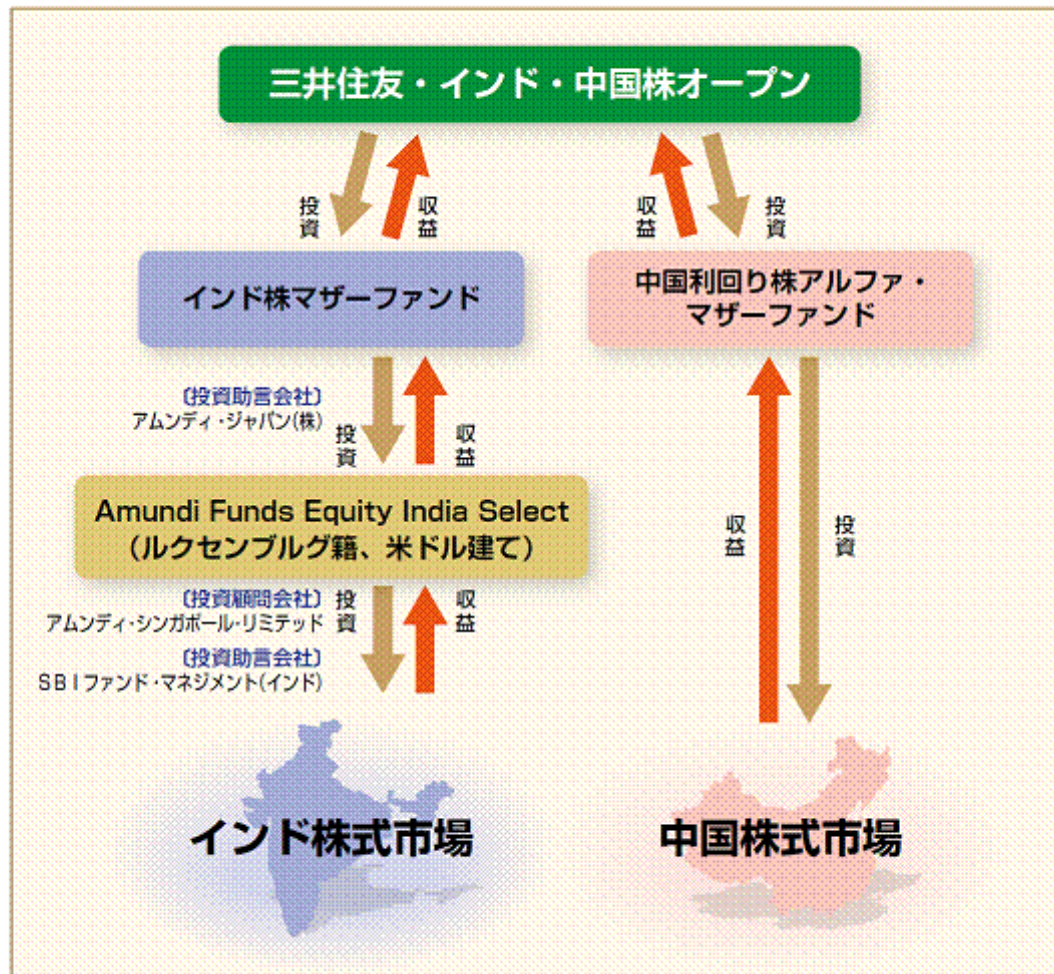 三井住友・インド・中国株オープン
投資
収益
収益
投資
インド株マザーファンド
中国利回り株アルファ・
マザーファンド
〔投資助言会社〕
アムンディ・ジャパン(株)
投資
収益
Amundi Funds Equity India Select
（ルクセンブルグ籍、米ドル建て）
収益
投資
〔投資顧問会社〕
アムンディ・シンガポール・リミテッド
投資
収益
〔投資助言会社〕
ＳＢＩファンド・マネジメント(インド)
インド株式市場
中国株式市場